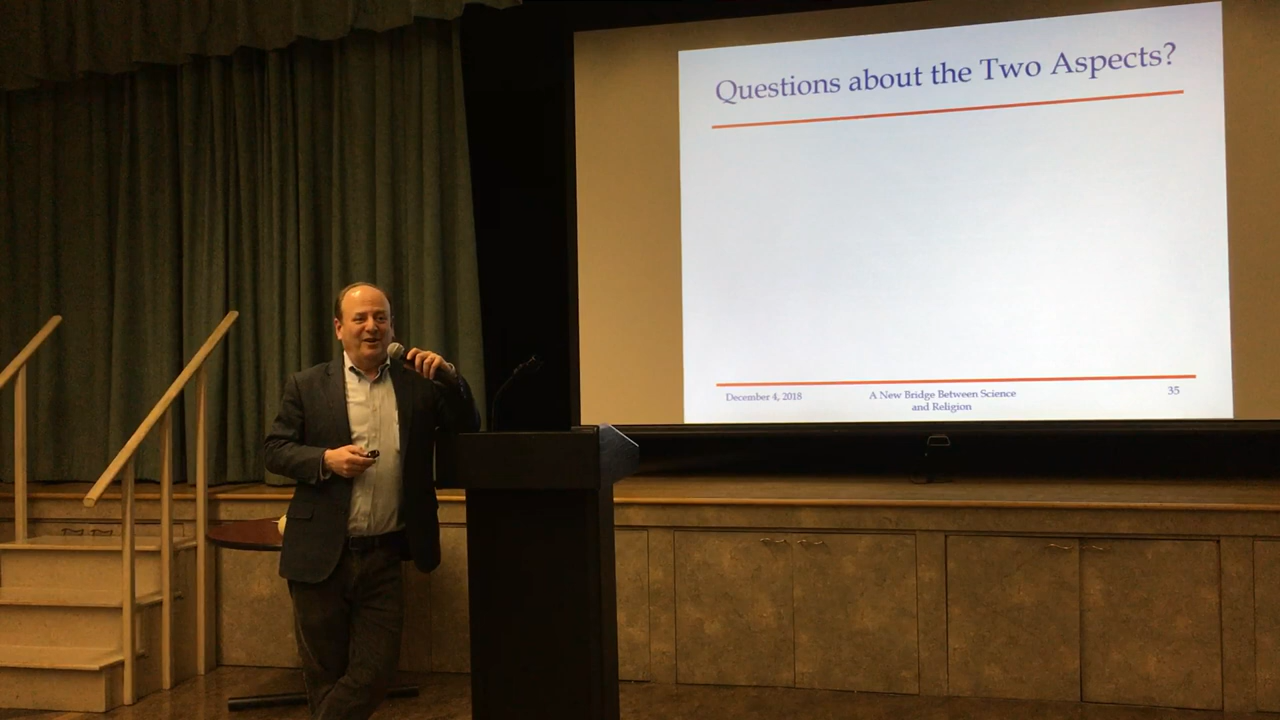 Questions about the Two Aspects?
December 4, 2018
A New Bridge Between Science
and Religion
35